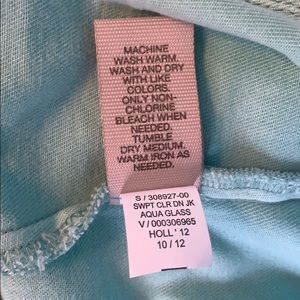 MACHINE
WASH WARM.
WASH AND DRY
WITH LIKE
COLORS.
ONLY NON-
CHLORINE
BLEACH WHEN
NEEDED.
TUMBLE
DRY MEDIUM.
WARM IRON AS
NEEDED.
S / 308927-00
SWPT CLR DN JK
AQUA GLASS
V / 000306965
HOLL ' 12
10 / 12